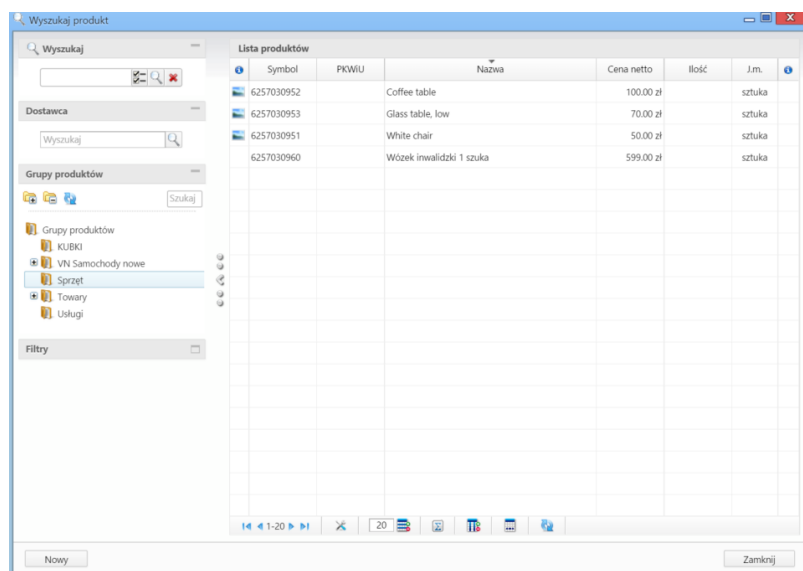 Wyszukaj produkt
Wyszukaj
Dostawca
Wyszukaj
Grupy produktów
Szukaj
Grupy produktów
KUBKI
VN Samochody nowe
Sprzęt
Towary
Usługi
Filtry
Lista produktów
Symbol PKWiU Nazwa Cena netto Ilość J.m.
6257030952 Coffee table 100.00 zł sztuka
6257030953 Glass table, low 70.00 zł sztuka
6257030951 White chair 50.00 zł sztuka
6257030960 Wózek inwalidzki 1 szuka 599.00 zł sztuka
1-20 20
Nowy Zamknij